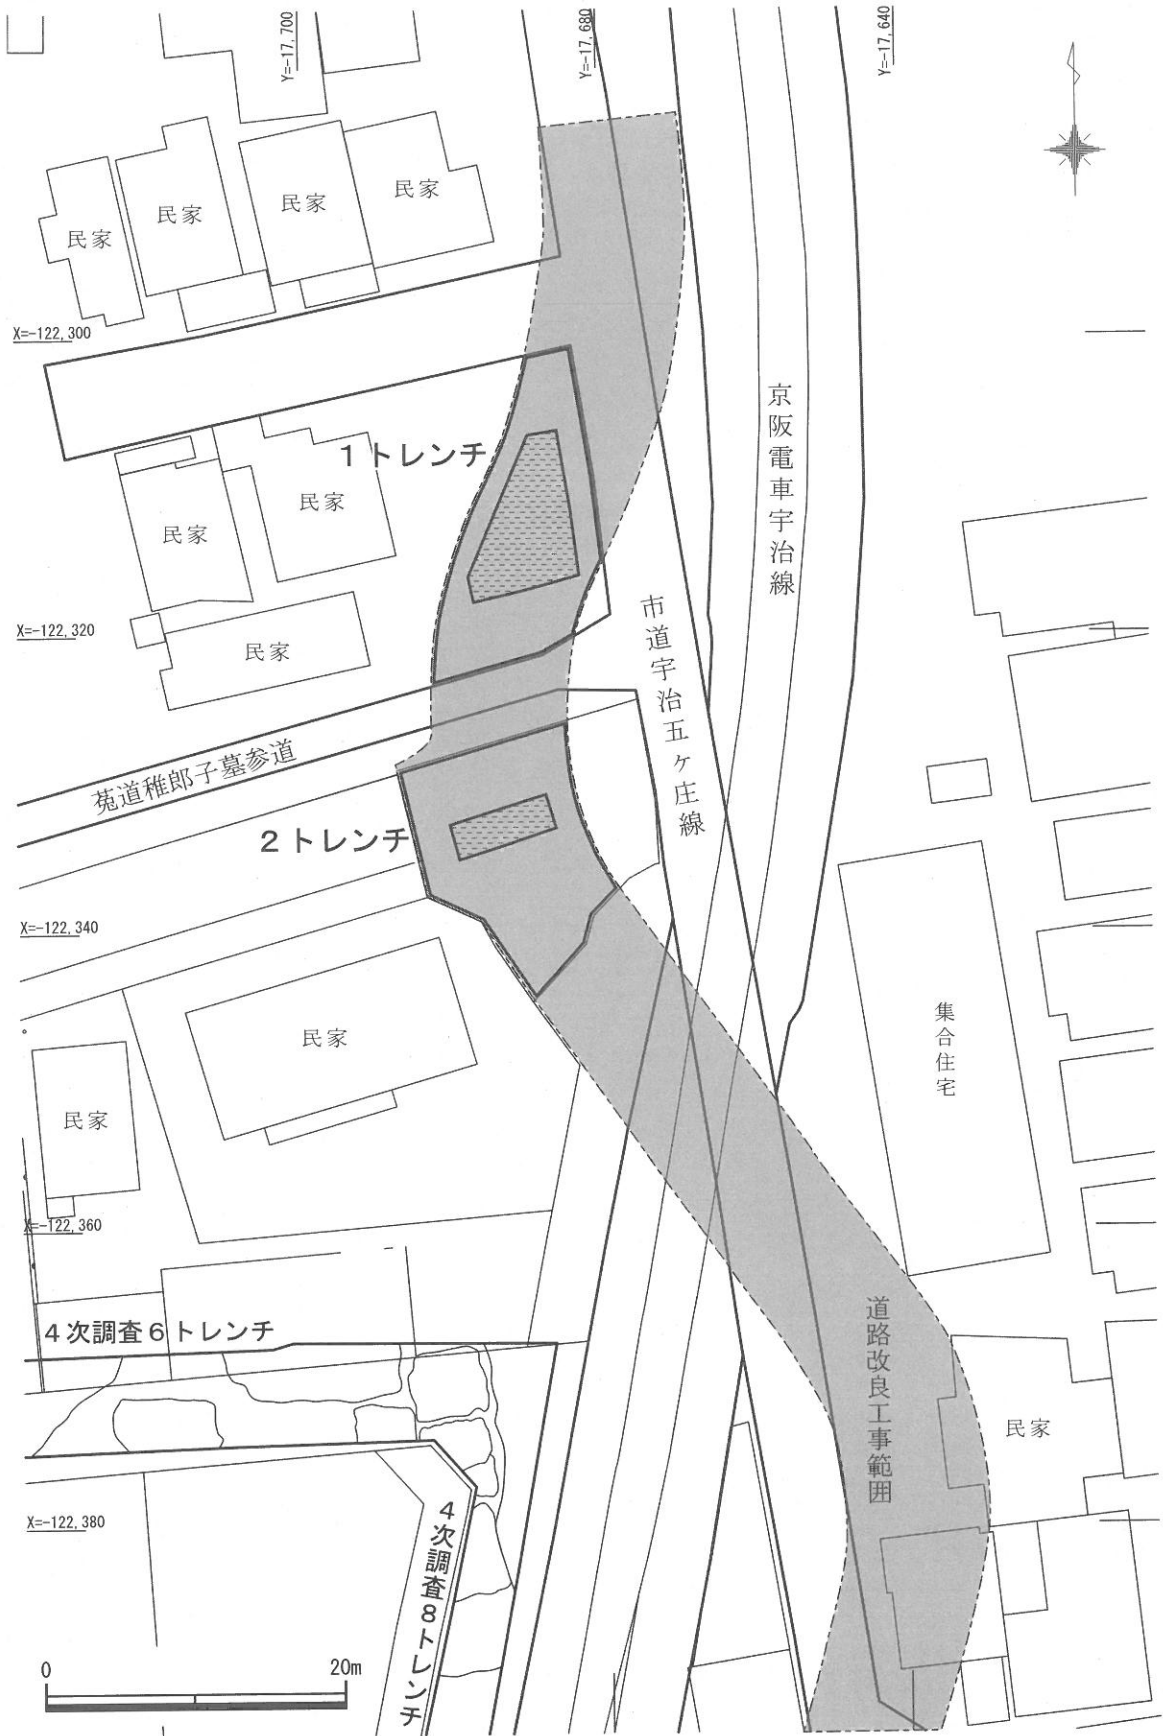 Y=-17,700
Y=-17,680
Y=-17,640
民家
民家
民家
民家
X=-122,300
京阪電車宇治線
1トレンチ
民家
民家
市道宇治五ヶ庄線
X=-122,320
民家
菟道稚郎子墓参道
2トレンチ
X=-122,340
集合住宅
民家
民家
X=-122,360
道路改良工事範囲
4次調査6トレンチ
民家
4次調査8トレンチ
X=-122,380
0 20m